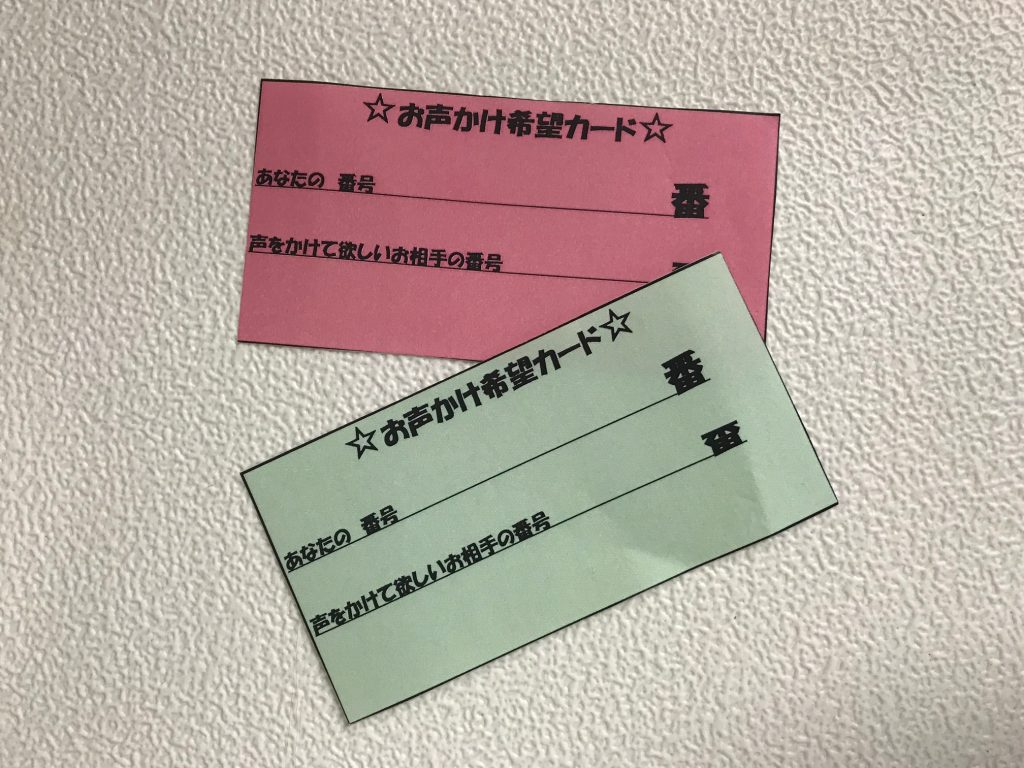 ☆お声かけ希望カード☆
あなたの 番号 番
声をかけて欲しいお相手の番号
☆お声かけ希望カード☆
あなたの 番号 番
声をかけて欲しいお相手の番号 番